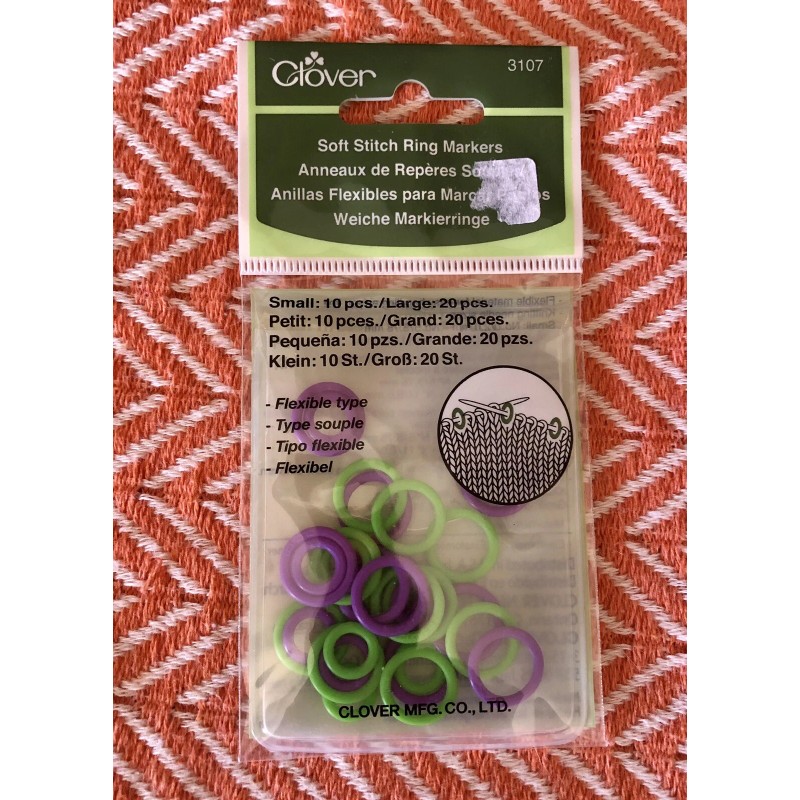 Clover
3107
Soft Stitch Ring Markers
Anneaux de Repères
Anillas Flexibles para
Weiche Markierringe
Small: 10 pcs./Large: 20 pcs.
Petit: 10 pces./Grand: 20 pces.
Pequeña: 10 pzs./Grande: 20 pzs.
Klein: 10 St./Groß: 20 St.
- Flexible type
- Type souple
- Tipo flexible
- Flexibel
CLOVER MFG. CO., LTD.